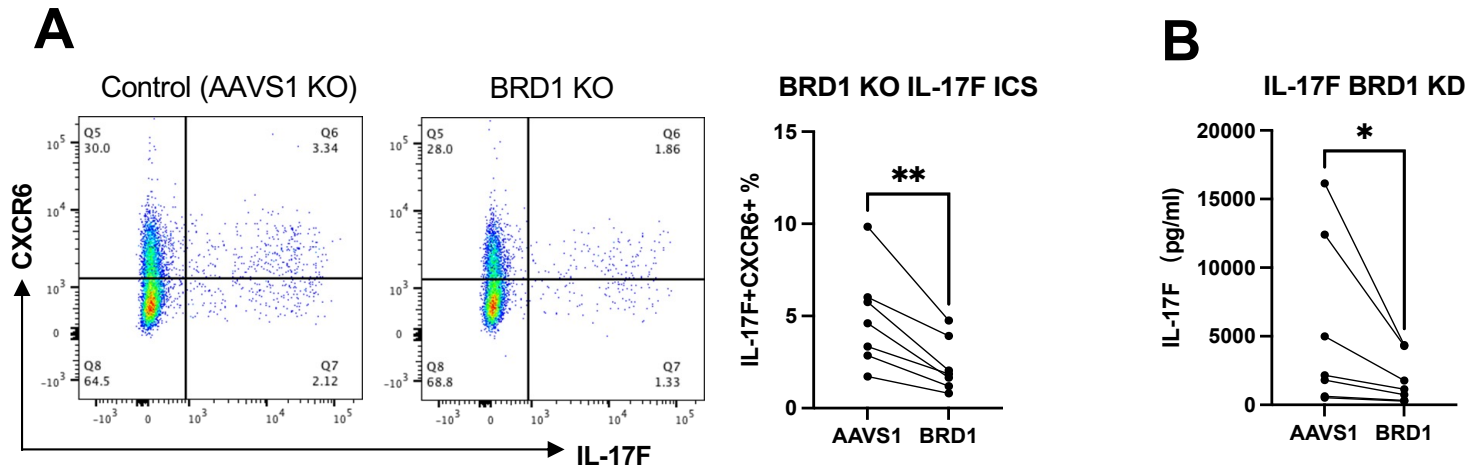 A
B
Control (AAVS1 KO)
BRD1 KO
BRD1 KO IL-17F ICS
IL-17F BRD1 KD
CXCR6
10^5
10^4
10^3
0
-10^3
Q5
30.0
Q6
3.34
Q8
64.5
Q7
2.12
-10^3
0
10^3
10^4
10^5
10^5
10^4
10^3
0
-10^3
Q5
28.0
Q6
1.86
Q8
68.8
Q7
1.33
-10^3
0
10^3
10^4
10^5
IL-17F
IL-17F+CXCR6+ %
15
10
5
0
**
AAVS1
BRD1
IL-17F (pg/ml)
20000
15000
10000
5000
0
*
AAVS1
BRD1